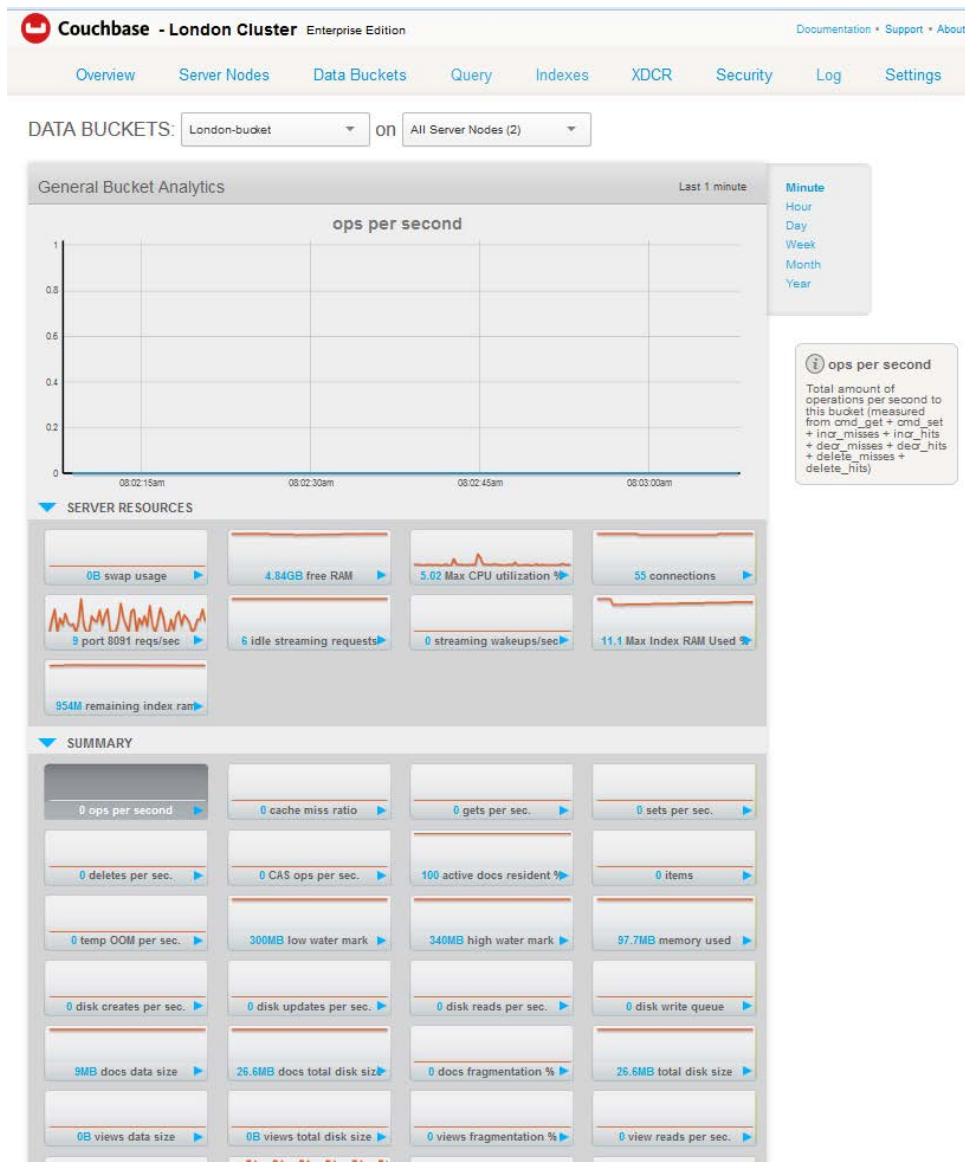 Couchbase - London Cluster Enterprise Edition
Documentation • Support • About
Overview Server Nodes Data Buckets Query Indexes XDCR Security Log Settings
DATA BUCKETS: London-bucket on All Server Nodes (2)
General Bucket Analytics Last 1 minute
Minute
Hour
Day
Week
Month
Year
ops per second
1
0.8
0.6
0.4
0.2
0
08:02:15am 08:02:30am 08:02:45am 08:03:00am
i ops per second
Total amount of
operations per second to
this bucket (measured
from cmd_get + cmd_set
+ incr_misses + incr_hits
+ decr_misses + decr_hits
+ delete_misses +
delete_hits)
SERVER RESOURCES
0B swap usage 4.84GB free RAM 5.02 Max CPU utilization % 55 connections
9 port 8091 reqs/sec 6 idle streaming requests 0 streaming wakeups/sec 11.1 Max Index RAM Used %
954M remaining index ram
SUMMARY
0 ops per second 0 cache miss ratio 0 gets per sec. 0 sets per sec.
0 deletes per sec. 0 CAS ops per sec. 100 active docs resident % 0 items
0 temp OOM per sec. 300MB low water mark 340MB high water mark 97.7MB memory used
0 disk creates per sec. 0 disk updates per sec. 0 disk reads per sec. 0 disk write queue
9MB docs data size 26.6MB docs total disk size 0 docs fragmentation % 26.6MB total disk size
0B views data size 0B views total disk size 0 views fragmentation % 0 view reads per sec.